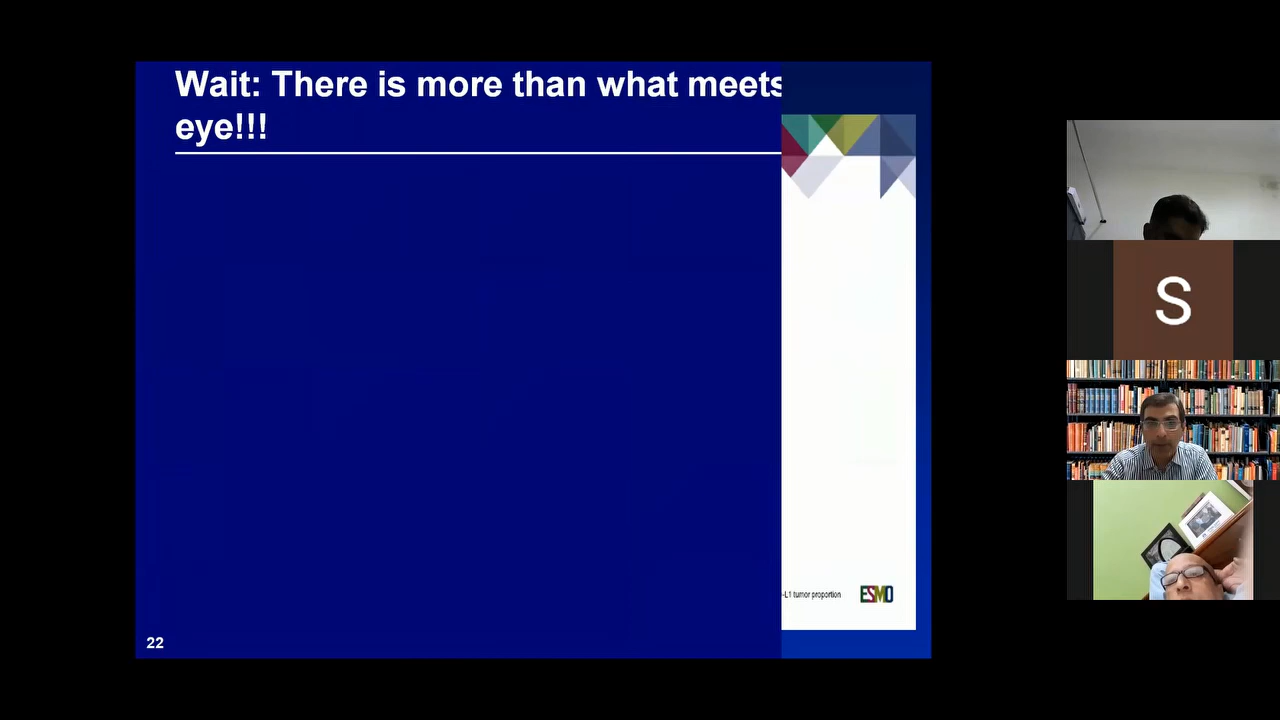 Wait: There is more than what meets
eye!!!
-L1 tumor proportion
ESMO
22
S